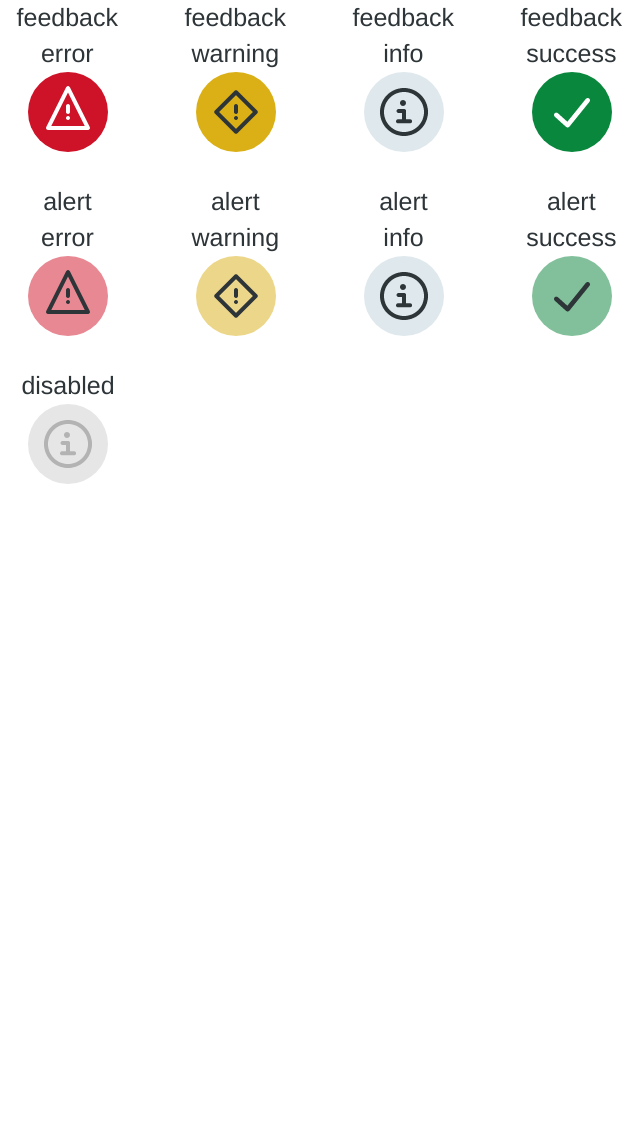 feedback feedback feedback feedback
error warning info success
alert alert alert alert
error warning info success
disabled